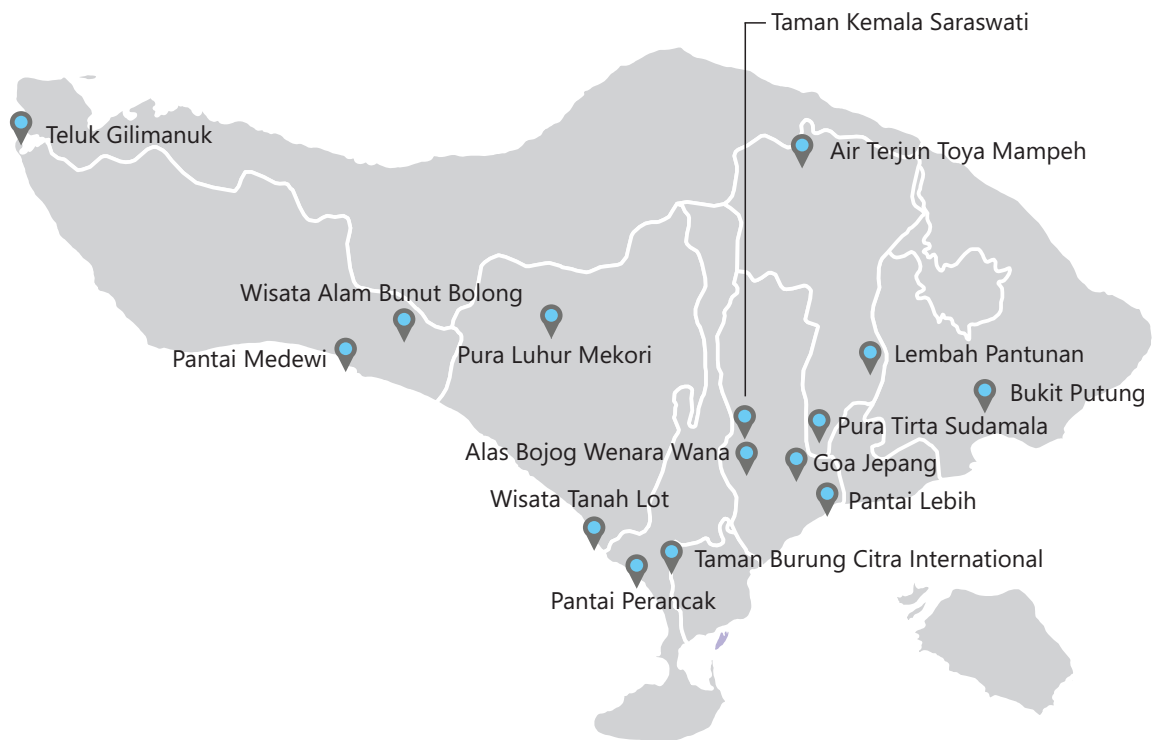 Taman Kemala Saraswati
Teluk Gilimanuk
Air Terjun Toya Mampeh
Wisata Alam Bunut Bolong
Pantai Medewi
Pura Luhur Mekori
Lembah Pantunan
Bukit Putung
Pura Tirta Sudamala
Alas Bojog Wenara Wana
Goa Jepang
Wisata Tanah Lot
Pantai Lebih
Taman Burung Citra International
Pantai Perancak